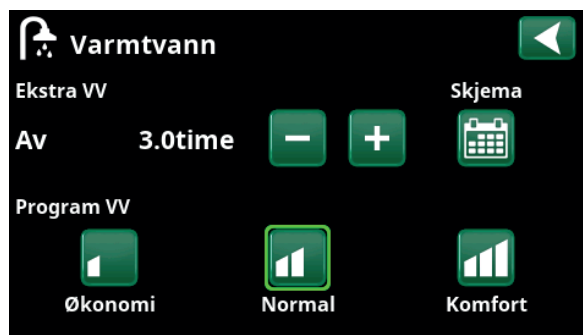 Varmtvann
Ekstra VV Skjema
Av 3.0time
Program VV
Økonomi Normal Komfort